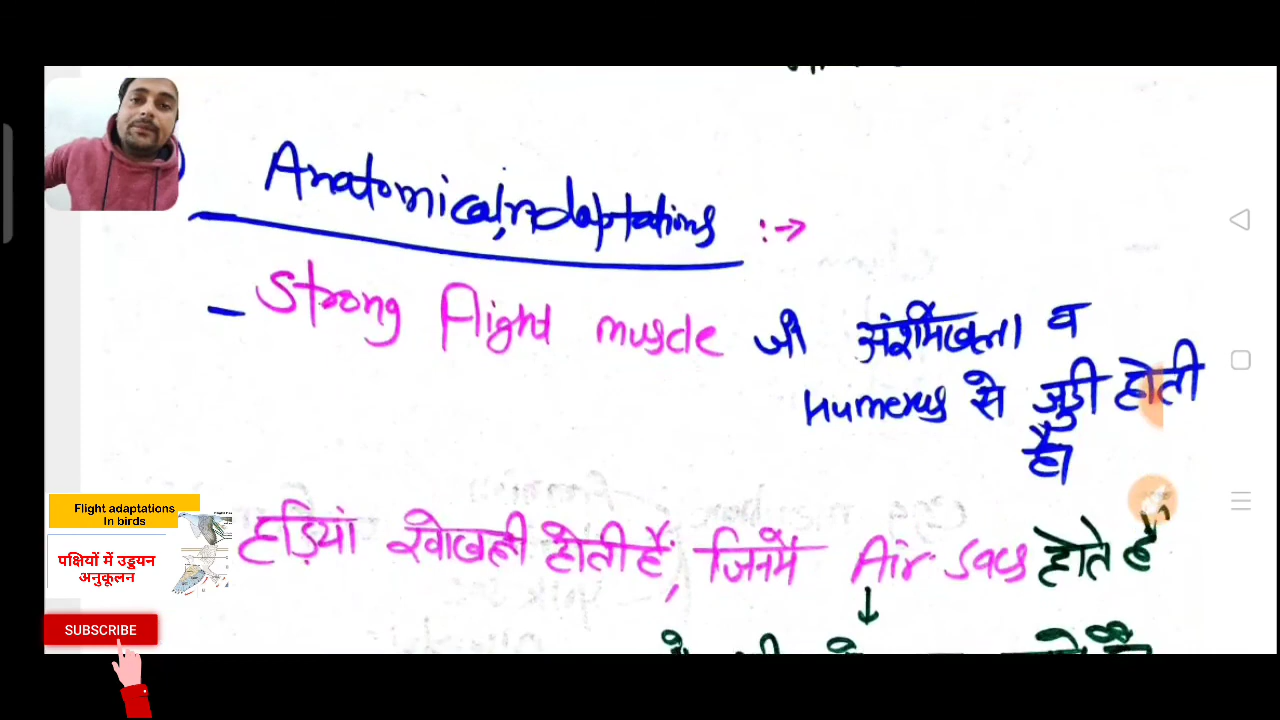 Anatomical adaptations :→
– Strong flight muscle जो अंशमेखला व
Humerus से जुड़ी होती
है।
हड्डियां खोखली होती हैं, जिनमें Air sacs होते हैं
↓
Flight adaptations
In birds
पक्षियों में उड्डयन
अनुकूलन
SUBSCRIBE